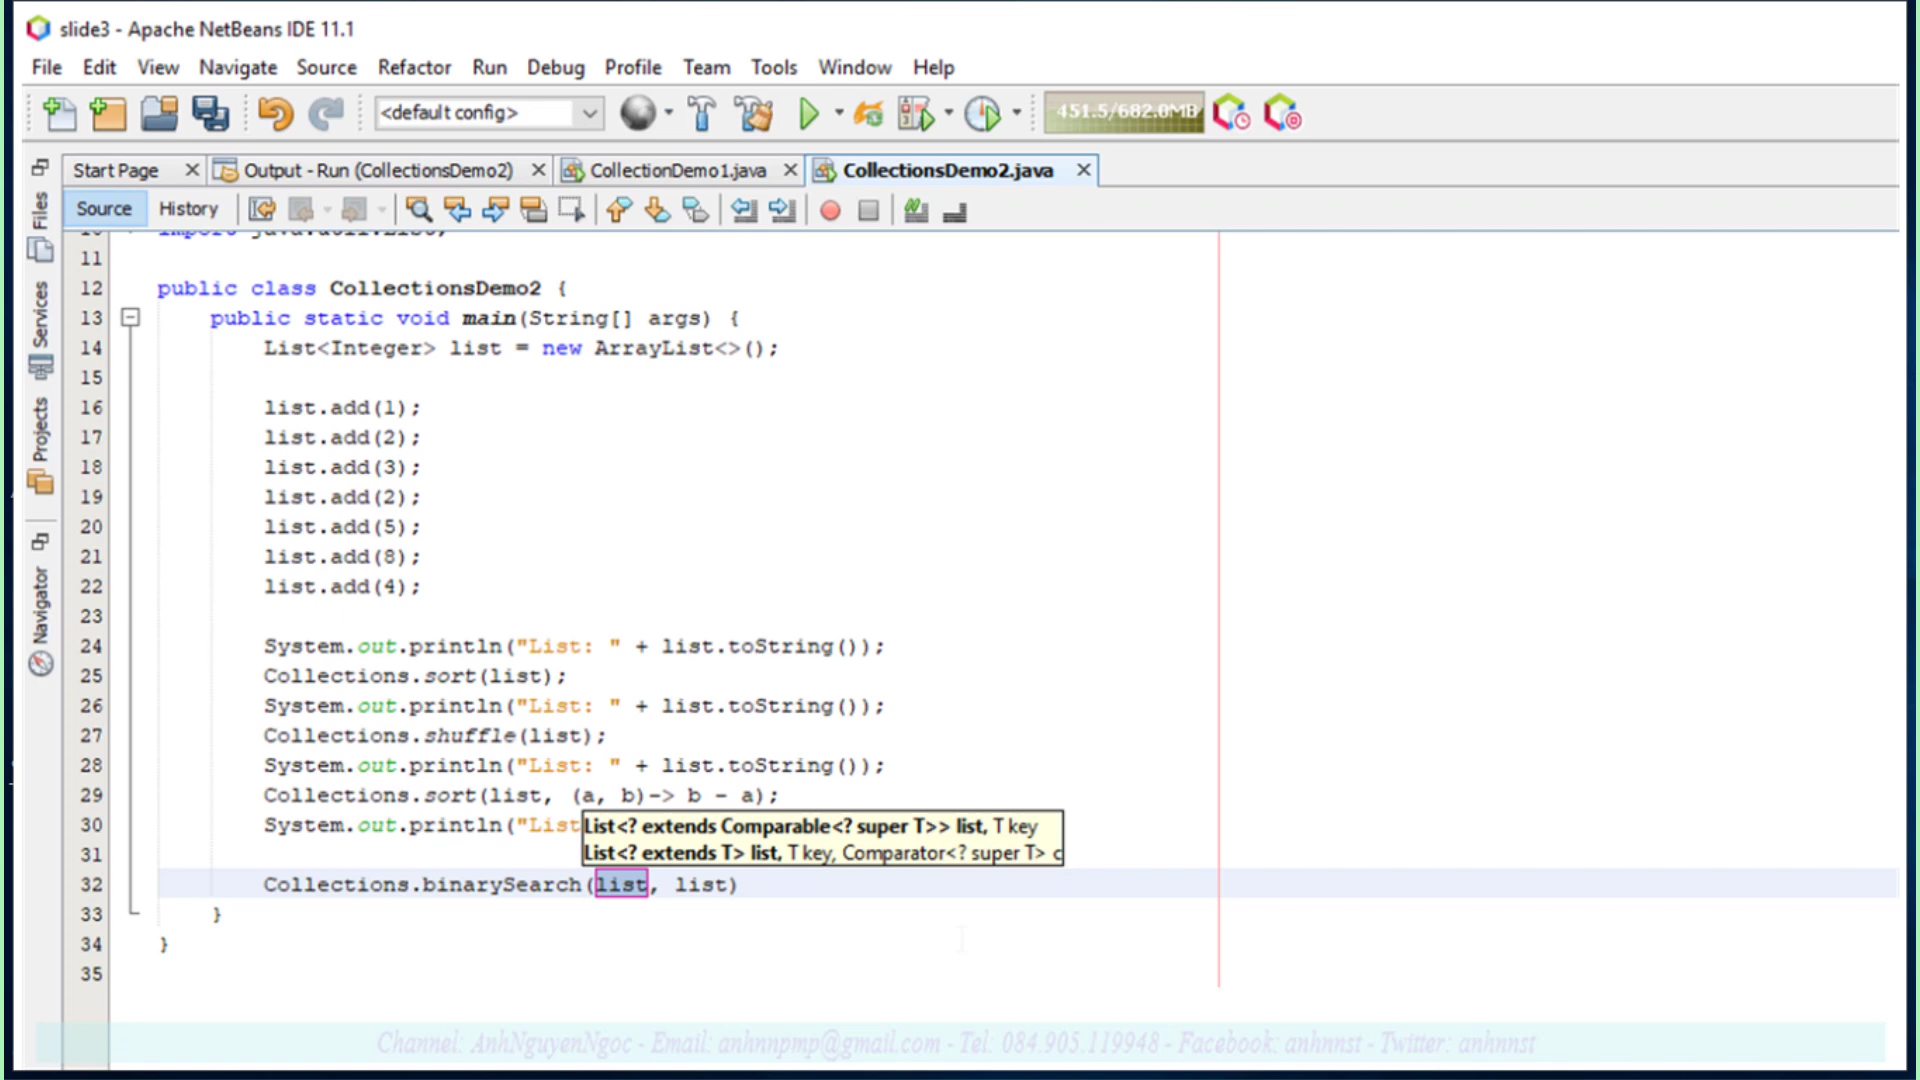 slide3 - Apache NetBeans IDE 11.1
File Edit View Navigate Source Refactor Run Debug Profile Team Tools Window Help
<default config> 451.5/682.0MB
Start Page Output - Run (CollectionsDemo2) CollectionDemo1.java CollectionsDemo2.java
Source History
Files
Services
Projects
Navigator
10 import java.util.List;
11
12 public class CollectionsDemo2 {
13 public static void main(String[] args) {
14 List<Integer> list = new ArrayList<>();
15
16 list.add(1);
17 list.add(2);
18 list.add(3);
19 list.add(2);
20 list.add(5);
21 list.add(8);
22 list.add(4);
23
24 System.out.println("List: " + list.toString());
25 Collections.sort(list);
26 System.out.println("List: " + list.toString());
27 Collections.shuffle(list);
28 System.out.println("List: " + list.toString());
29 Collections.sort(list, (a, b)-> b - a);
30 System.out.println("List
List<? extends Comparable<? super T>> list, T key
List<? extends T> list, T key, Comparator<? super T> c
31
32 Collections.binarySearch(list, list)
33 }
34 }
35
Channel: AnhNguyenNgoc - Email: anhnnpmp@gmail.com - Tel: 084.905.119948 - Facebook: anhnnst - Twitter: anhnnst